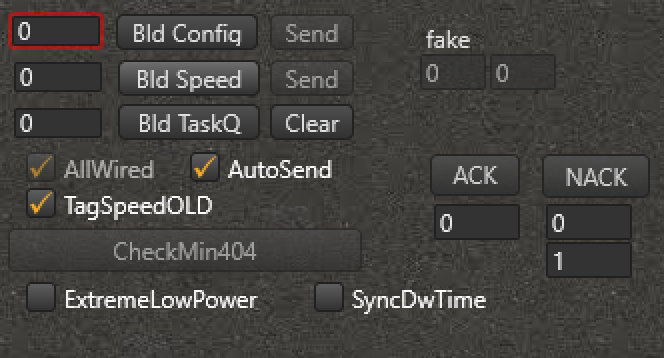 0 Bld Config Send
fake
0 Bld Speed Send 0 0
0 Bld TaskQ Clear
AllWired AutoSend ACK NACK
TagSpeedOLD 0 0
CheckMin404 1
ExtremeLowPower SyncDwTime